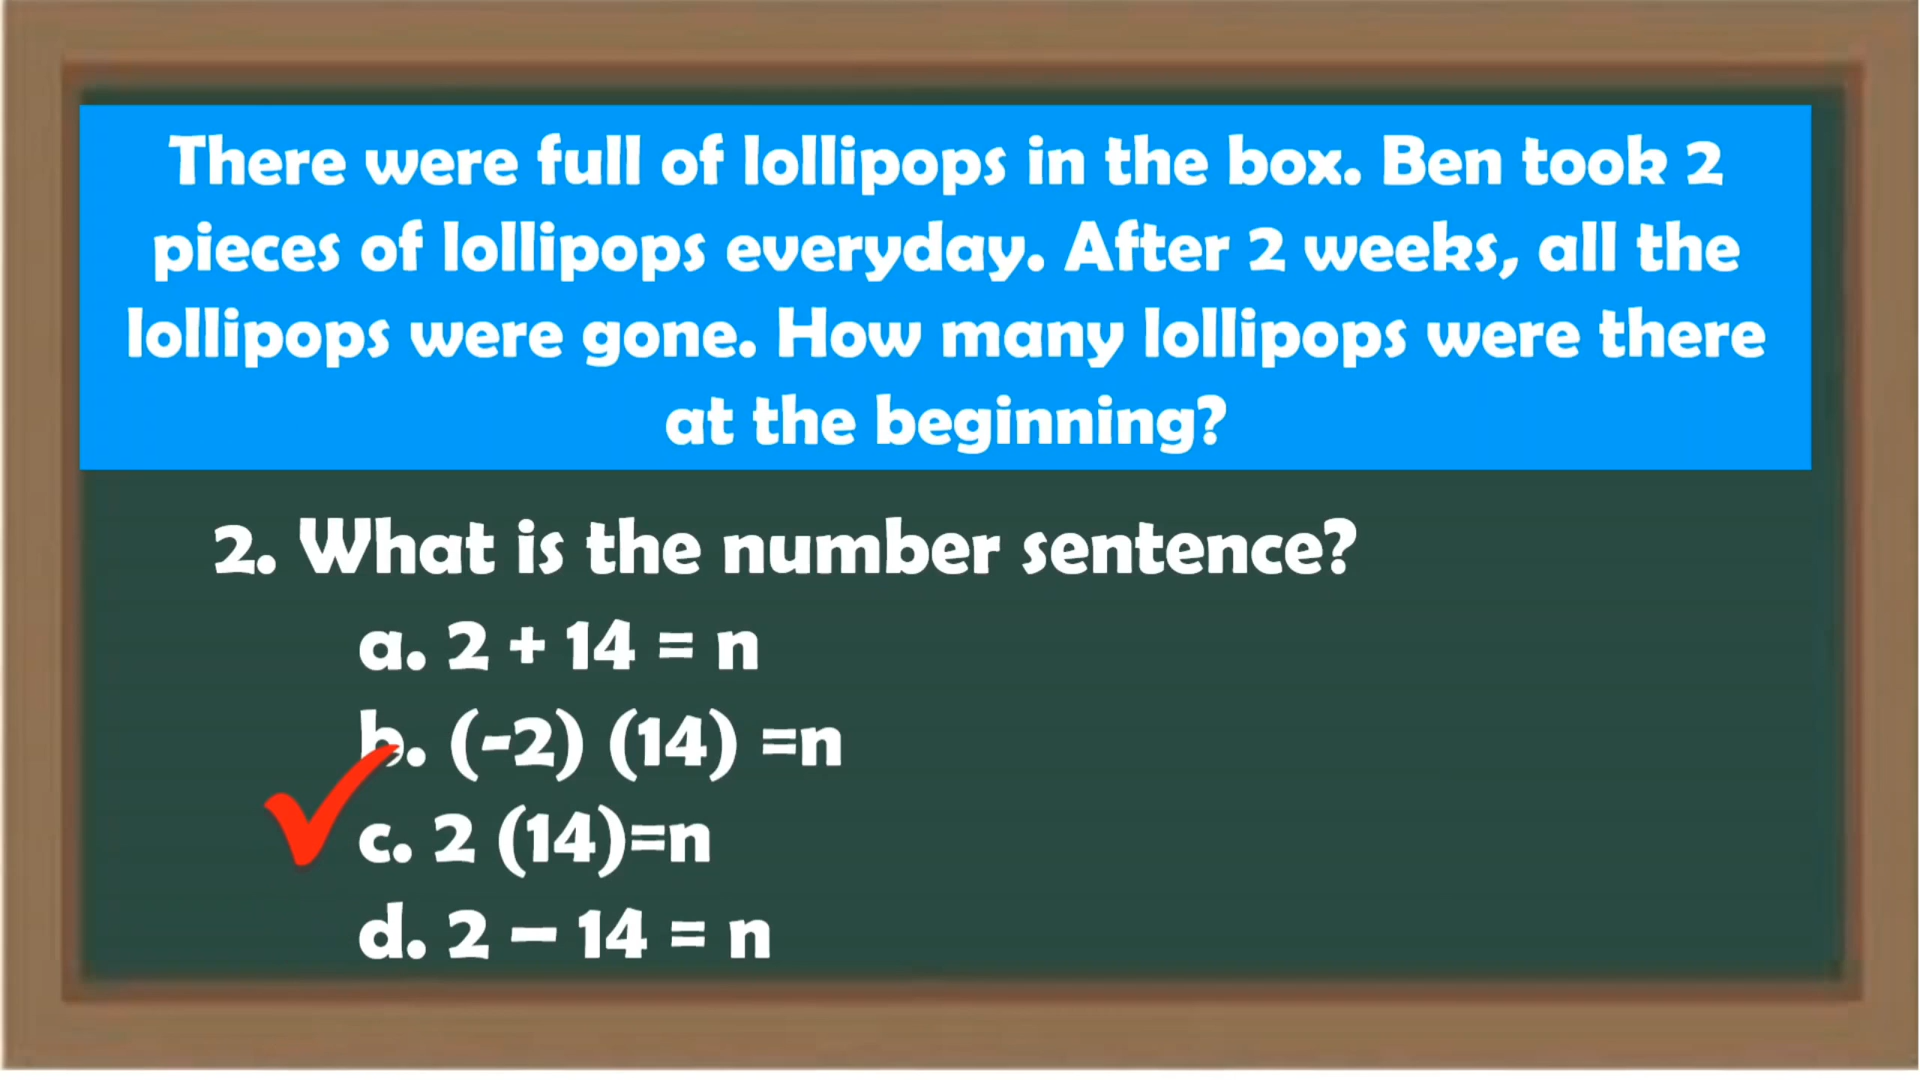 There were full of lollipops in the box. Ben took 2
pieces of lollipops everyday. After 2 weeks, all the
lollipops were gone. How many lollipops were there
at the beginning?
2. What is the number sentence?
a. 2 + 14 = n
b. (-2) (14) =n
c. 2 (14)=n
d. 2 – 14 = n